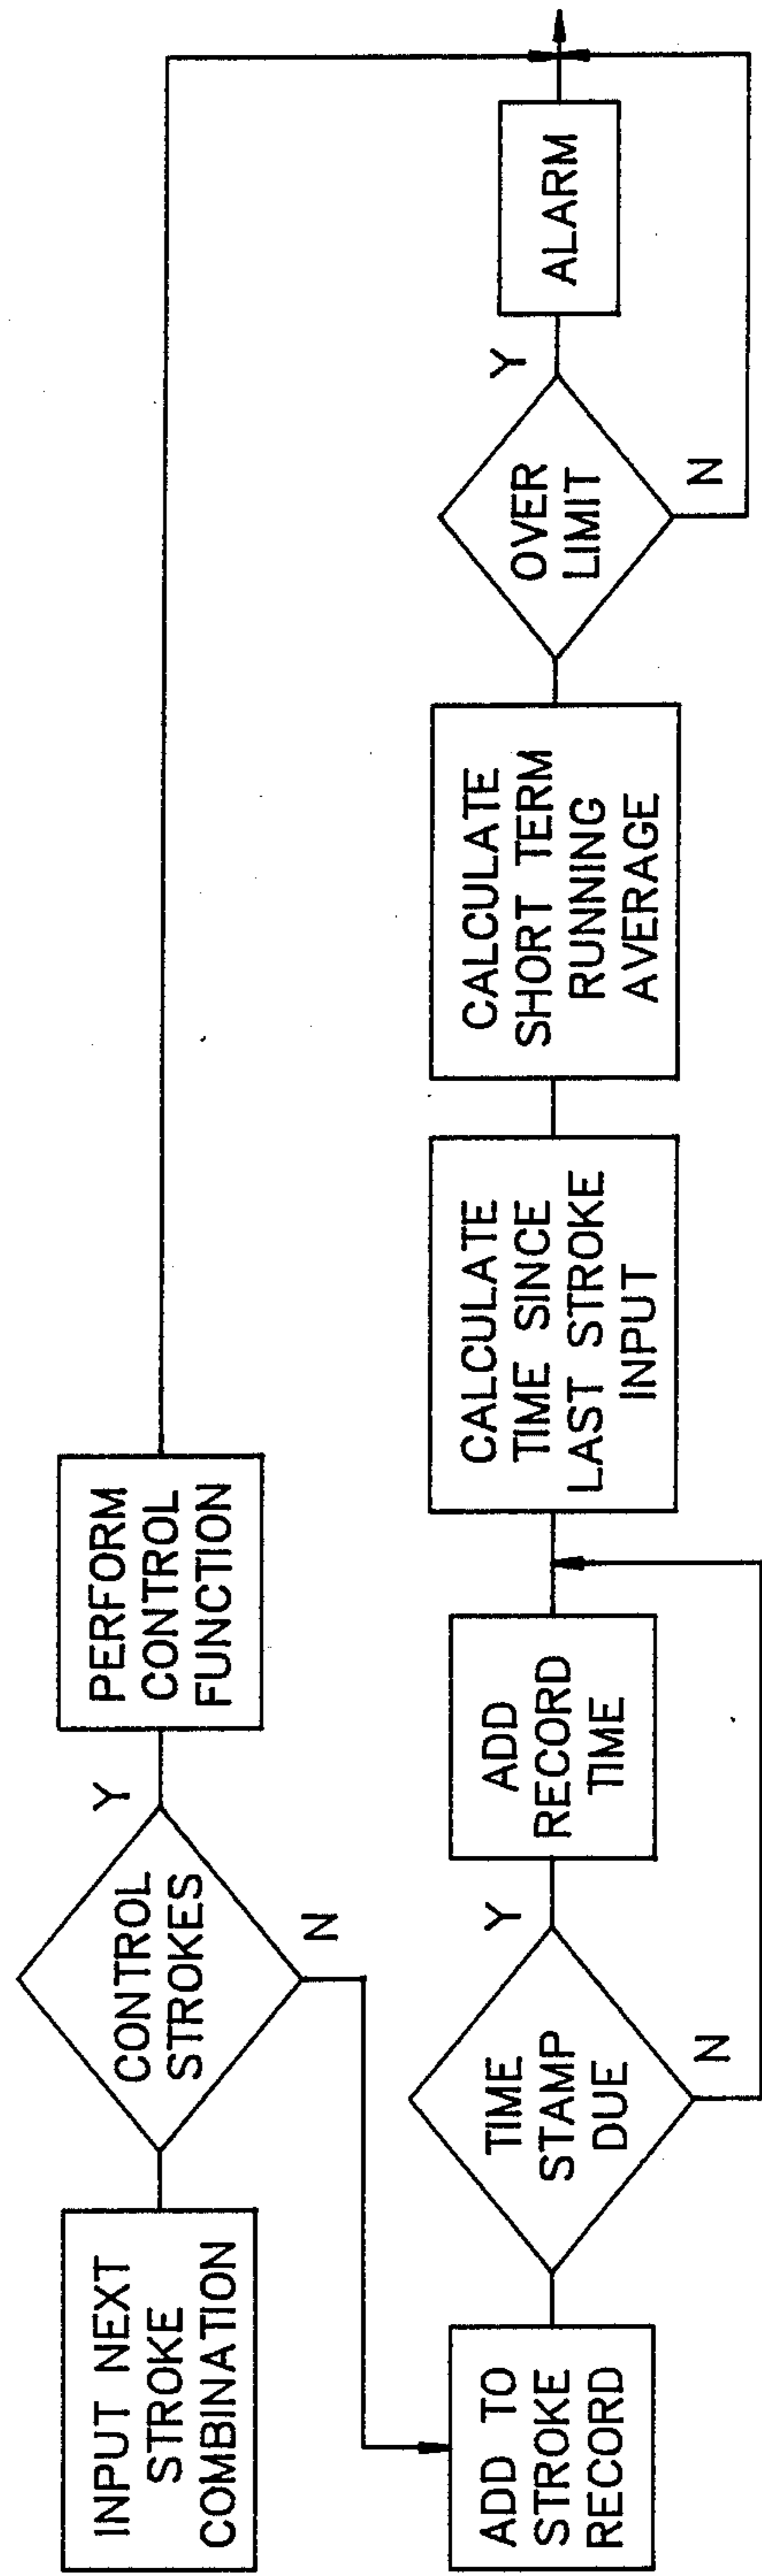 INPUT NEXT
STROKE
COMBINATION
CONTROL
STROKES
Y
N
PERFORM
CONTROL
FUNCTION
ADD TO
STROKE
RECORD
TIME
STAMP
DUE
Y
N
ADD
RECORD
TIME
CALCULATE
TIME SINCE
LAST STROKE
INPUT
CALCULATE
SHORT TERM
RUNNING
AVERAGE
OVER
LIMIT
Y
N
ALARM